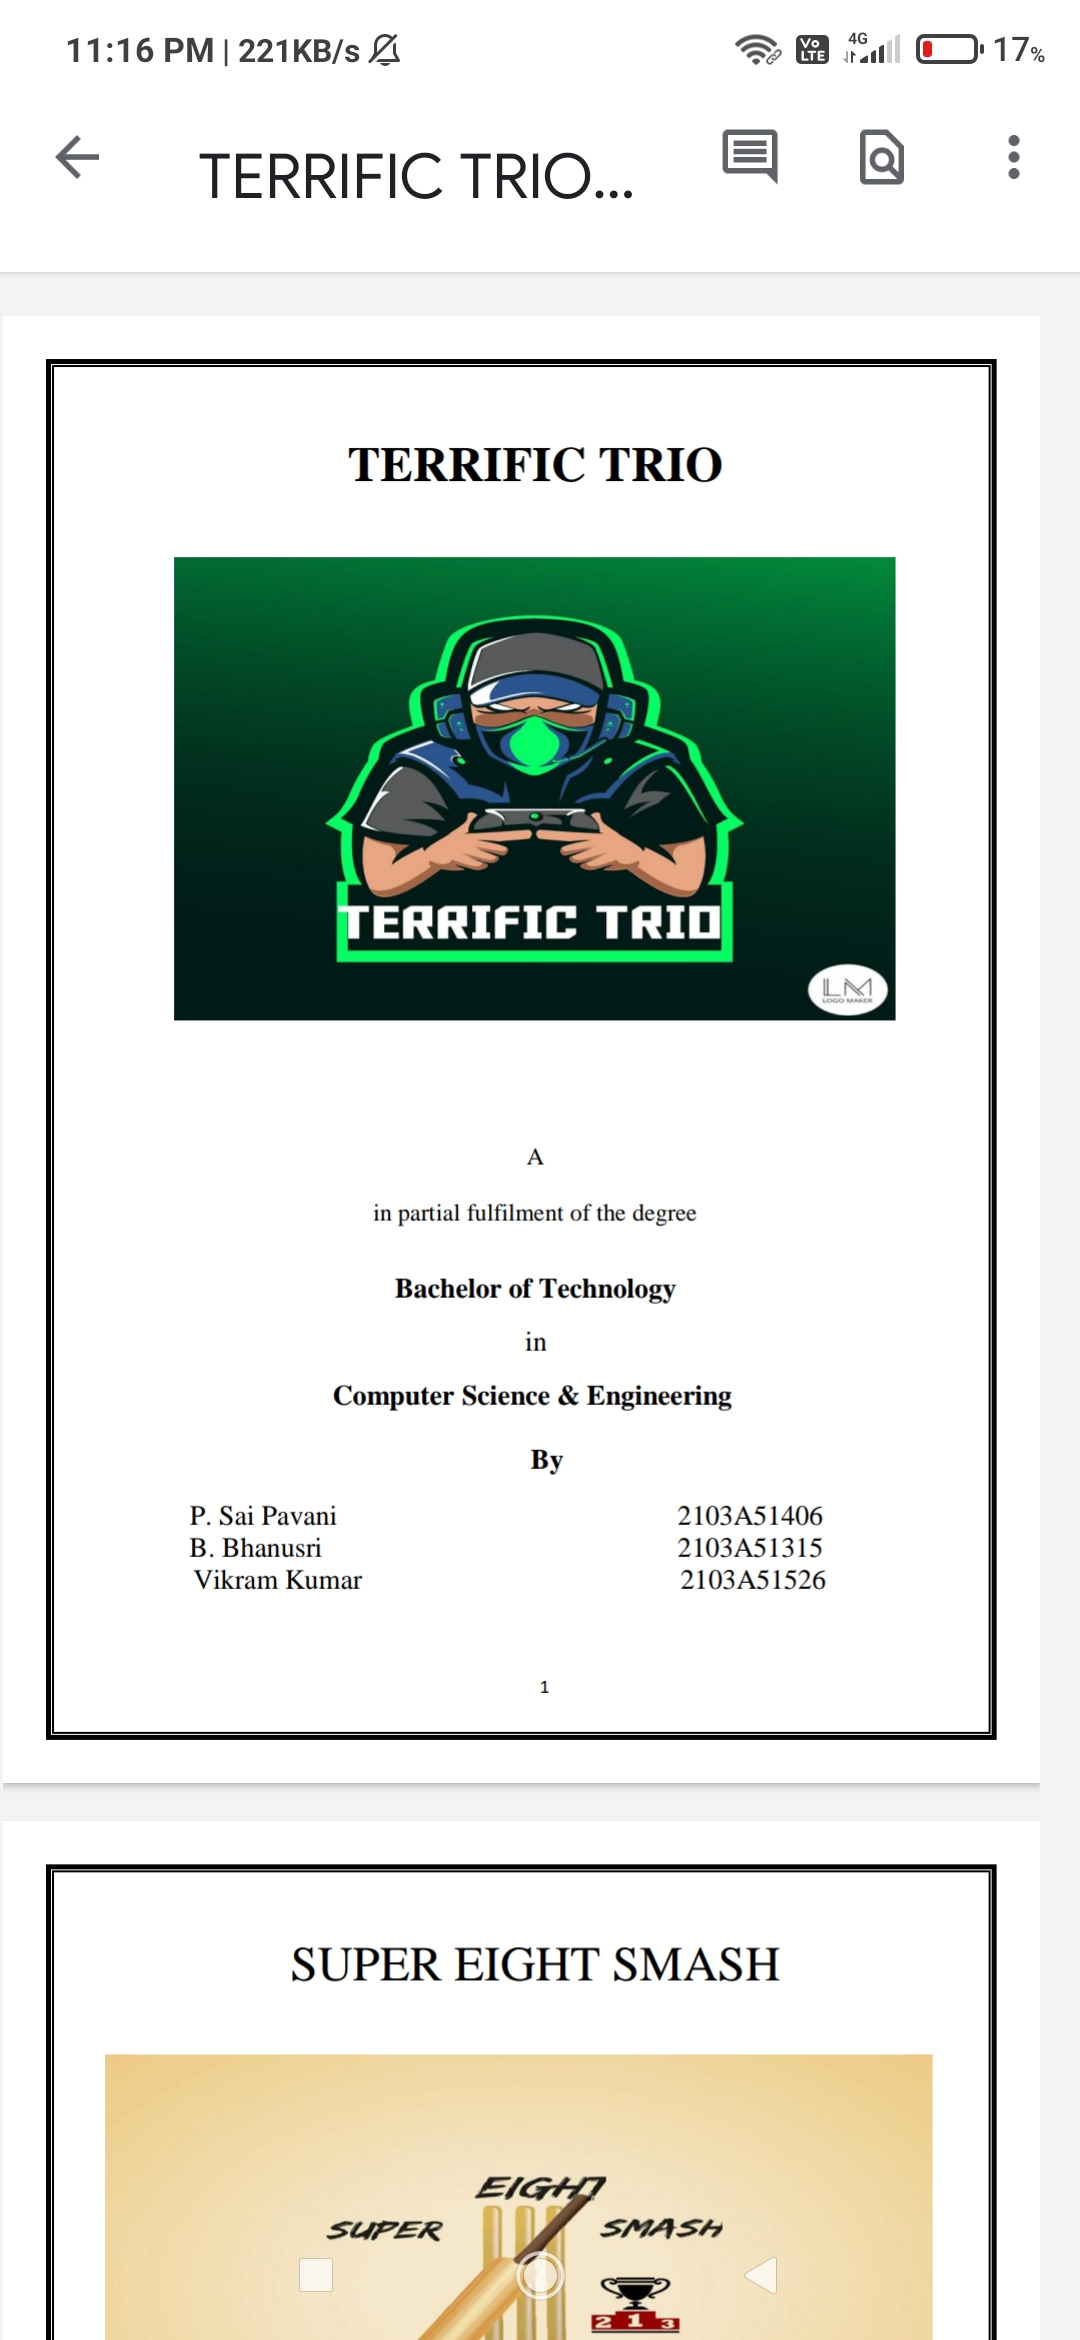 11:16 PM | 221KB/s
Vo LTE
4G
17%
TERRIFIC TRIO...
TERRIFIC TRIO
TERRIFIC TRIO
LM
LOGO MAKER
A
in partial fulfilment of the degree
Bachelor of Technology
in
Computer Science & Engineering
By
P. Sai Pavani 2103A51406
B. Bhanusri 2103A51315
Vikram Kumar 2103A51526
1
SUPER EIGHT SMASH
EIGHT
SUPER SMASH
2 1 3